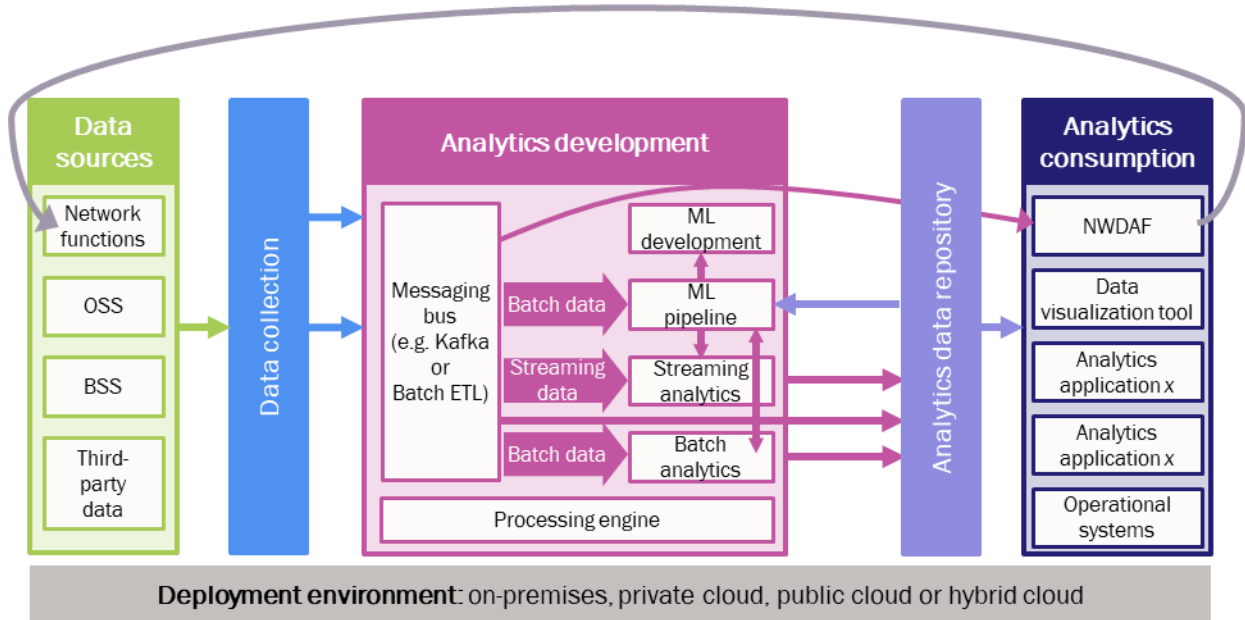 Data
sources
Network
functions
OSS
BSS
Third-
party
data
Data collection
Analytics development
Messaging
bus
(e.g. Kafka
or
Batch ETL)
Batch data
Streaming
data
Batch data
ML
development
ML
pipeline
Streaming
analytics
Batch
analytics
Processing engine
Analytics data repository
Analytics
consumption
NWDAF
Data
visualization tool
Analytics
application x
Analytics
application x
Operational
systems
Deployment environment: on-premises, private cloud, public cloud or hybrid cloud